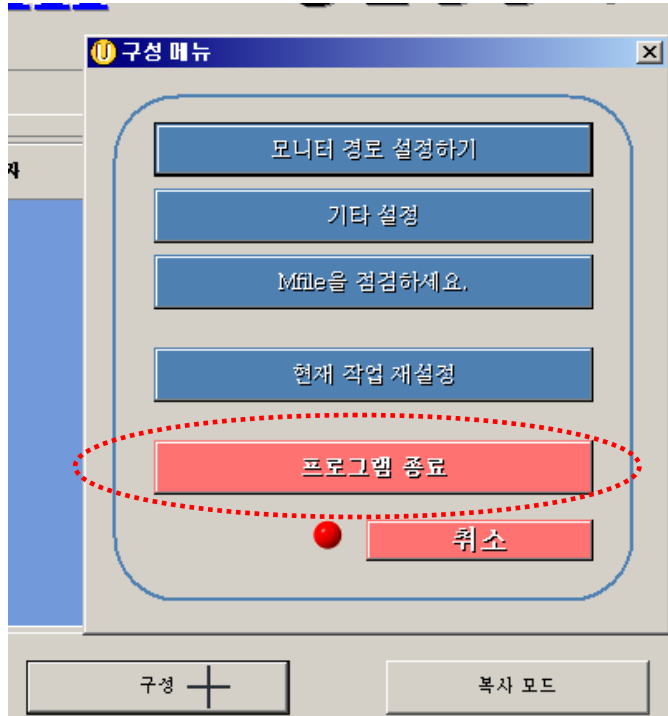 구성 메뉴
자
모니터 경로 설정하기
기타 설정
Mfile을 점검하세요.
현재 작업 재설정
프로그램 종료
취소
구성
복사 모드